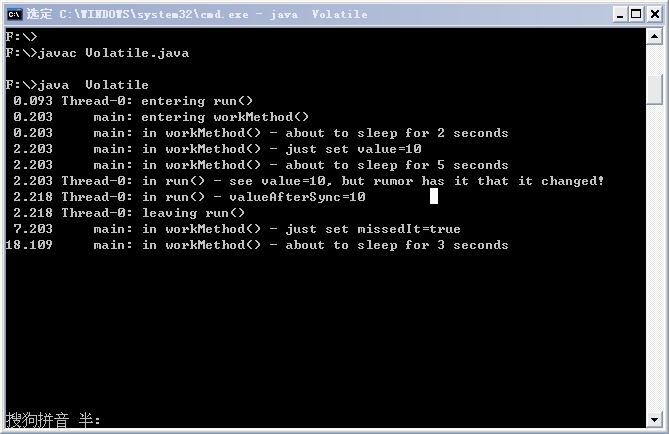 选定 C:\WINDOWS\system32\cmd.exe - java  Volatile
F:\>
F:\>javac Volatile.java
F:\>java  Volatile
 0.093 Thread-0: entering run()
 0.203     main: entering workMethod()
 0.203     main: in workMethod() - about to sleep for 2 seconds
 2.203     main: in workMethod() - just set value=10
 2.203     main: in workMethod() - about to sleep for 5 seconds
 2.203 Thread-0: in run() - see value=10, but rumor has it that it changed!
 2.218 Thread-0: in run() - valueAfterSync=10
 2.218 Thread-0: leaving run()
 7.203     main: in workMethod() - just set missedIt=true
18.109     main: in workMethod() - about to sleep for 3 seconds
搜狗拼音 半: